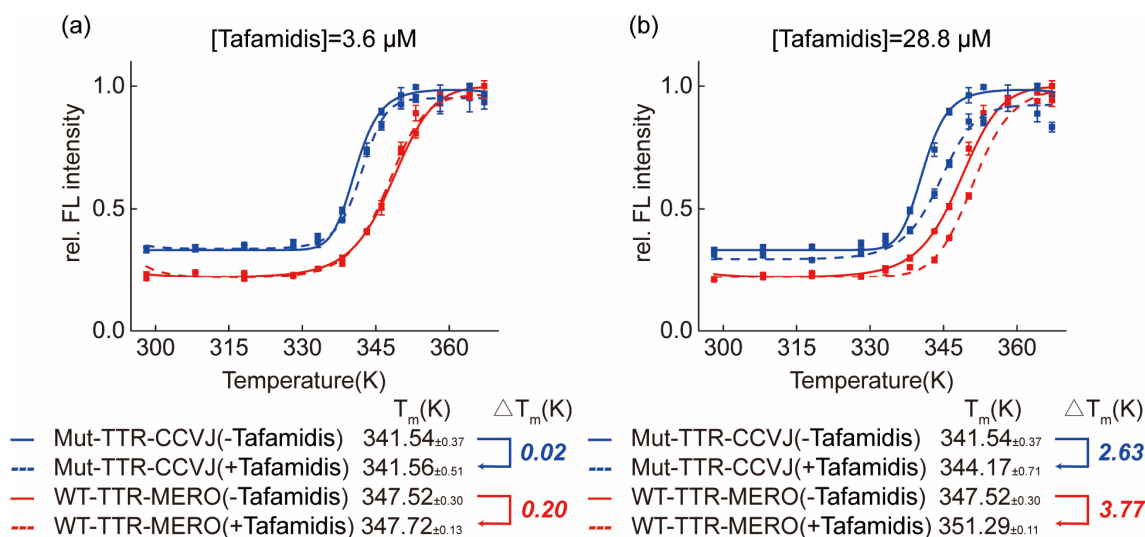 (a)
[Tafamidis]=3.6 μM
rel. FL intensity
1.0
0.5
0.0
300 315 330 345 360
Temperature(K)
Tm(K) △Tm(K)
Mut-TTR-CCVJ(-Tafamidis) 341.54±0.37
Mut-TTR-CCVJ(+Tafamidis) 341.56±0.51
0.02
WT-TTR-MERO(-Tafamidis) 347.52±0.30
WT-TTR-MERO(+Tafamidis) 347.72±0.13
0.20
(b)
[Tafamidis]=28.8 μM
rel. FL intensity
1.0
0.5
0.0
300 315 330 345 360
Temperature(K)
Tm(K) △Tm(K)
Mut-TTR-CCVJ(-Tafamidis) 341.54±0.37
Mut-TTR-CCVJ(+Tafamidis) 344.17±0.71
2.63
WT-TTR-MERO(-Tafamidis) 347.52±0.30
WT-TTR-MERO(+Tafamidis) 351.29±0.11
3.77